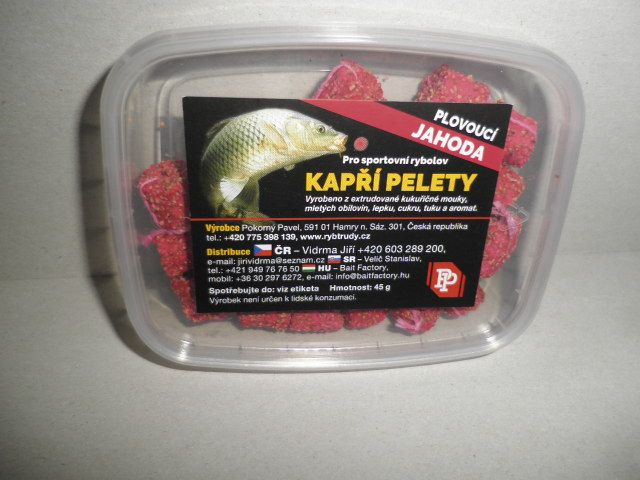 PLOVOUCÍ
JAHODA
Pro sportovní rybolov
KAPŘÍ PELETY
Vyrobeno z extrudované kukuřičné mouky,
mletých obilovin, lepku, cukru, tuku a aromat.
Výrobce Pokorný Pavel, 591 01 Hamry n. Sáz. 301, Česká republika
tel.: +420 775 398 139, www.rybtrudy.cz
Distribuce ČR – Vidrma Jiří +420 603 289 200,
e-mail: jirividrma@seznam.cz SR – Velič Stanislav,
tel.: +421 949 76 76 50 HU – Bait Factory,
mobil: +36 30 297 6272, e-mail: info@baitfactory.hu
Spotřebujte do: viz etiketa Hmotnost: 45 g
Výrobek není určen k lidské konzumaci.
PP